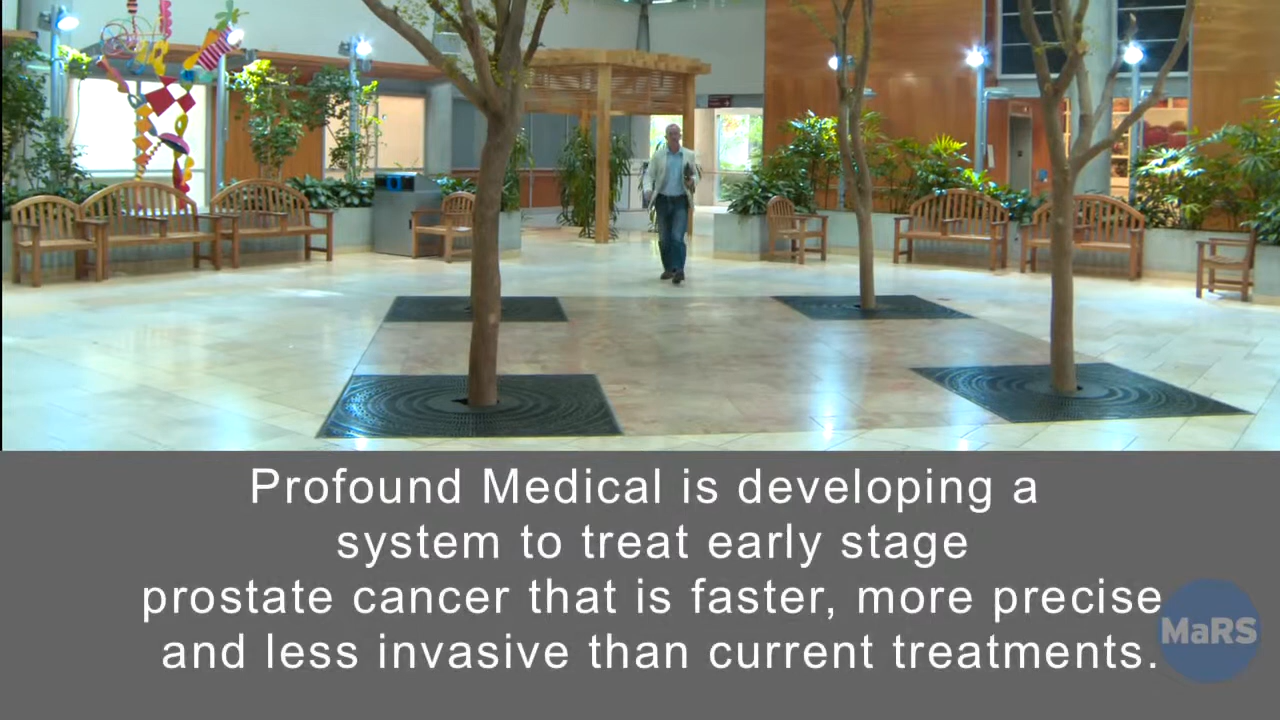 Profound Medical is developing a
system to treat early stage
prostate cancer that is faster, more precise
and less invasive than current treatments.
MaRS